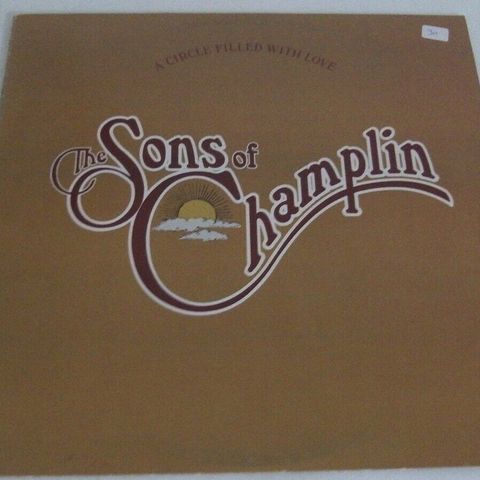 A CIRCLE FILLED WITH LOVE
The Sons of
Champlin